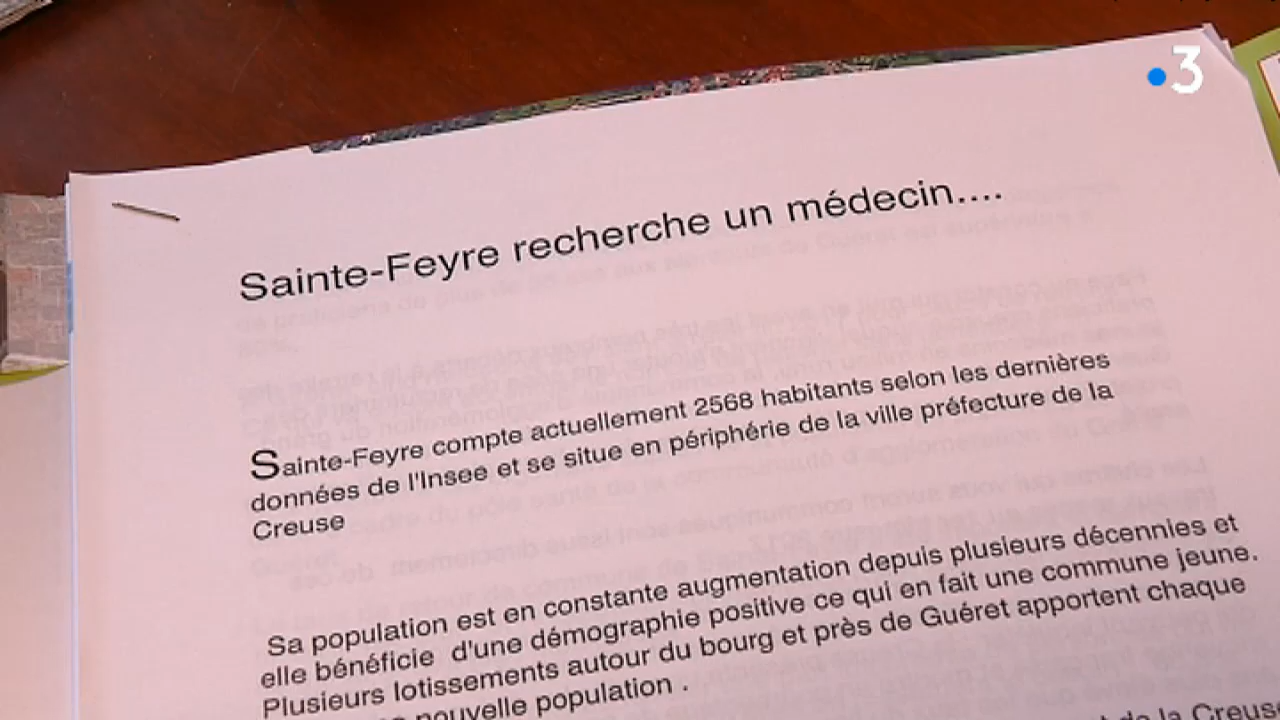 3
Sainte-Feyre recherche un médecin....
Sainte-Feyre compte actuellement 2568 habitants selon les dernières
données de l'Insee et se situe en périphérie de la ville préfecture de la
Creuse
Sa population est en constante augmentation depuis plusieurs décennies et
elle bénéficie d'une démographie positive ce qui en fait une commune jeune.
Plusieurs lotissements autour du bourg et près de Guéret apportent chaque
nouvelle population .
de la Creuse